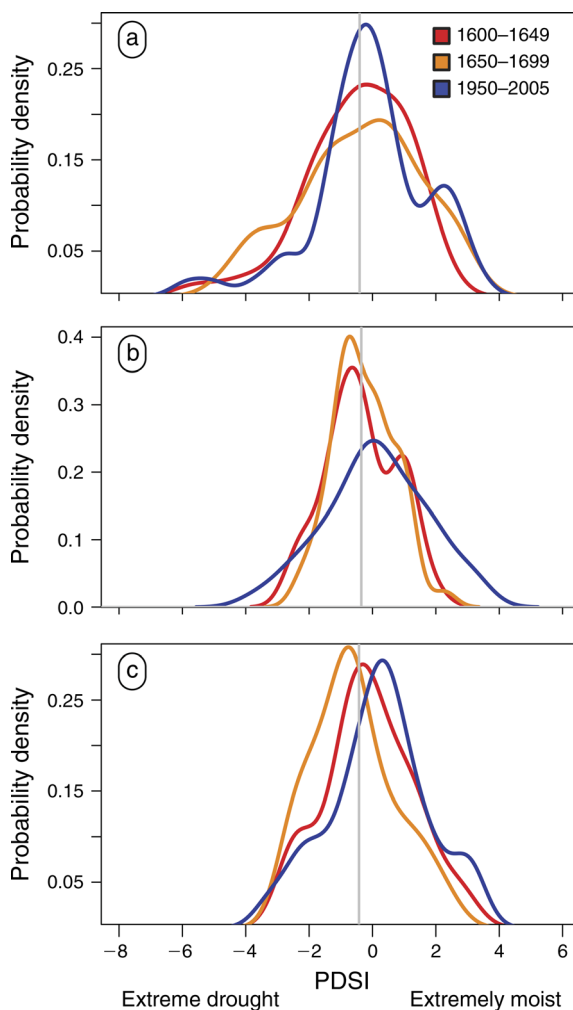 a
1600–1649
1650–1699
1950–2005
Probability density
0.25
0.15
0.05
b
Probability density
0.4
0.3
0.2
0.1
0.0
c
Probability density
0.25
0.15
0.05
−8 −6 −4 −2 0 2 4 6
PDSI
Extreme drought Extremely moist